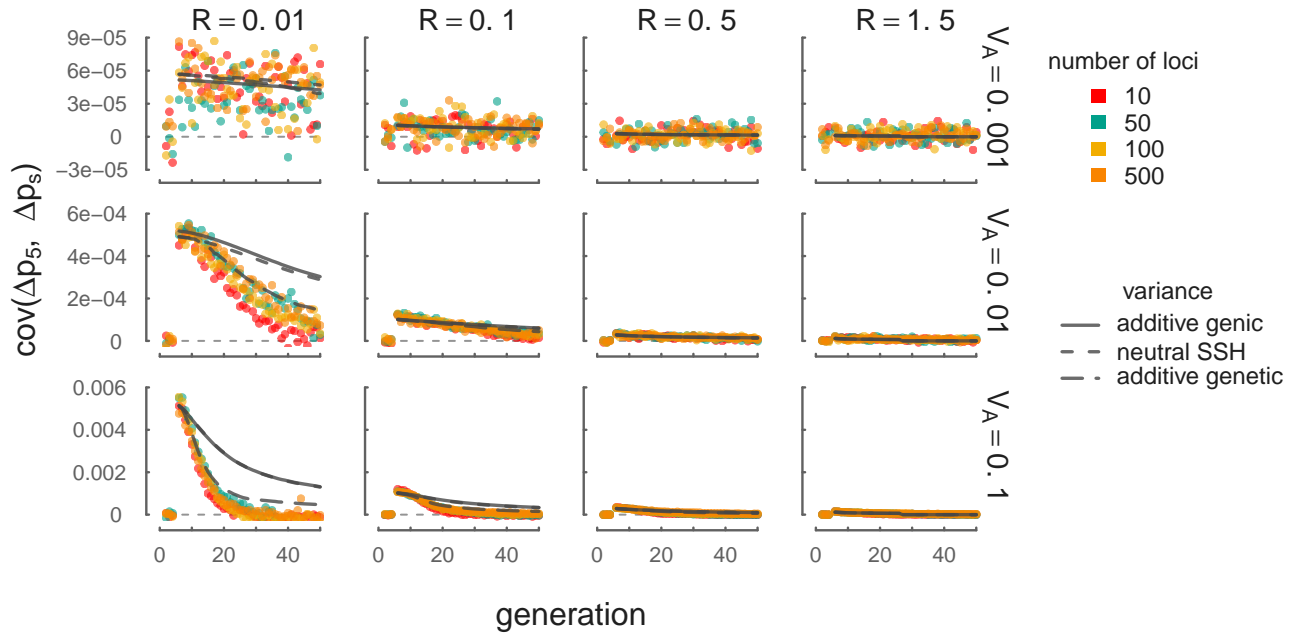 R = 0. 01
R = 0. 1
R = 0. 5
R = 1. 5
9e−05
6e−05
3e−05
0
−3e−05
V_A = 0. 001
6e−04
4e−04
2e−04
0
V_A = 0. 01
0.006
0.004
0.002
0
V_A = 0. 1
0 20 40
0 20 40
0 20 40
0 20 40
cov(Δp5, Δps)
generation
number of loci
10
50
100
500
variance
additive genic
neutral SSH
additive genetic